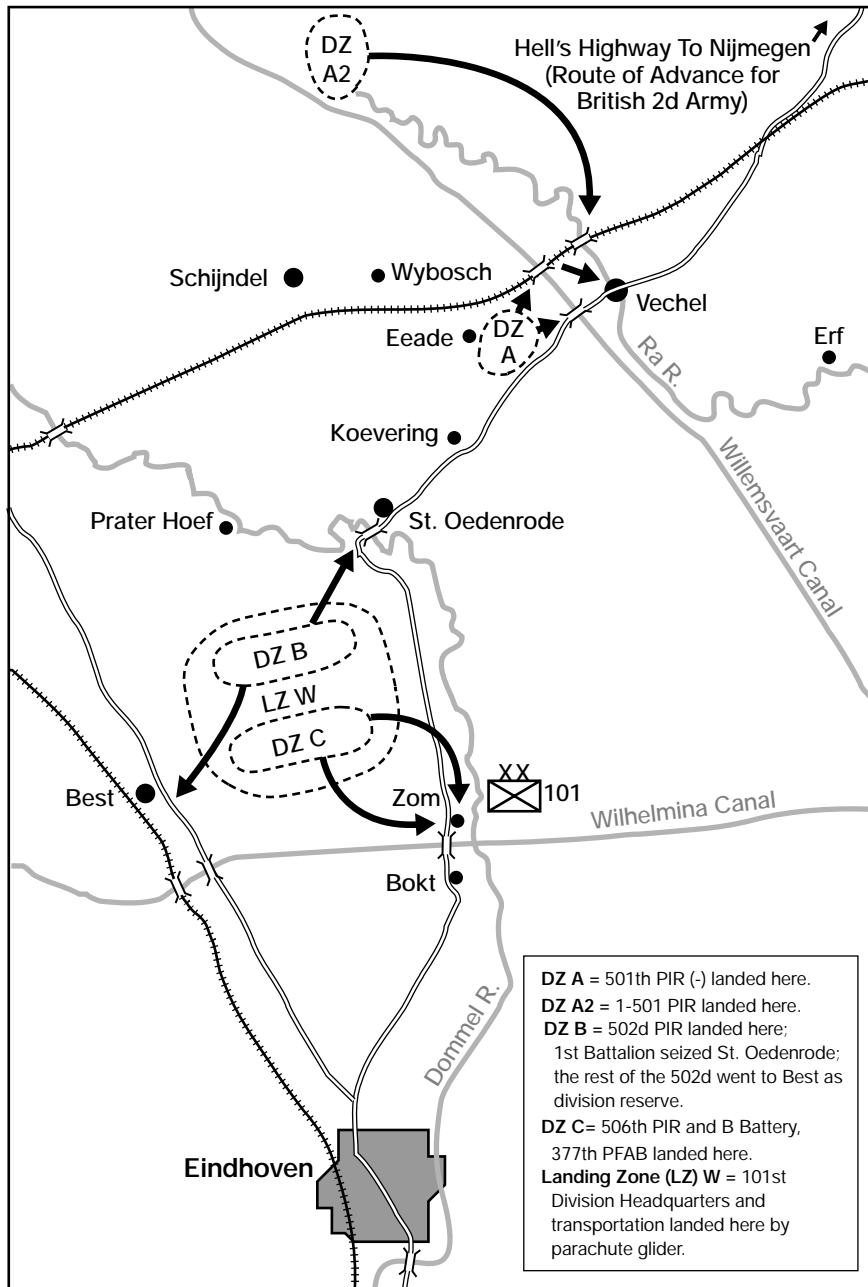 DZ
A2
Hell's Highway To Nijmegen
(Route of Advance for
British 2d Army)
Schijndel
Wybosch
Vechel
Eeade
DZ
A
Erf
Ra R.
Koevering
Willemsvaart Canal
Prater Hoef
St. Oedenrode
DZ B
LZ W
DZ C
XX
101
Best
Zom
Wilhelmina Canal
Bokt
Dommel R.
Eindhoven
DZ A = 501th PIR (-) landed here.
DZ A2 = 1-501 PIR landed here.
DZ B = 502d PIR landed here;
1st Battalion seized St. Oedenrode;
the rest of the 502d went to Best as
division reserve.
DZ C= 506th PIR and B Battery,
377th PFAB landed here.
Landing Zone (LZ) W = 101st
Division Headquarters and
transportation landed here by
parachute glider.